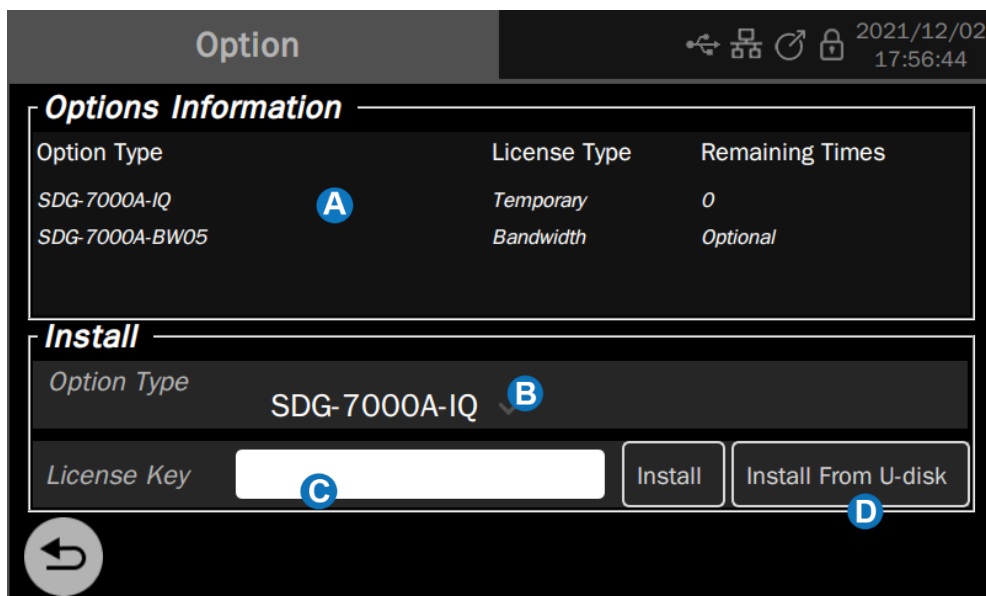 Option
2021/12/02
17:56:44
Options Information
Option Type License Type Remaining Times
SDG-7000A-IQ A Temporary 0
SDG-7000A-BW05 Bandwidth Optional
Install
Option Type
SDG-7000A-IQ B
License Key C Install Install From U-disk
D